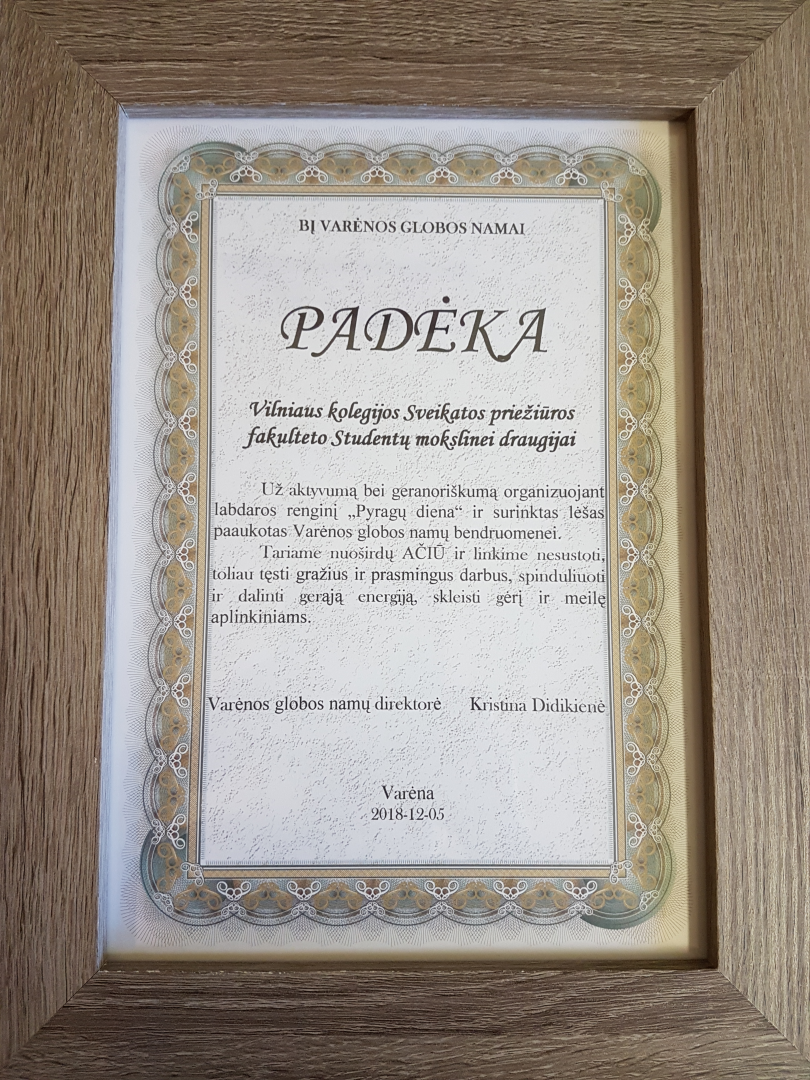 BĮ VARĖNOS GLOBOS NAMAI
PADĖKA
Vilniaus kolegijos Sveikatos priežiūros
fakulteto Studentų mokslinei draugijai
Už aktyvumą bei geranoriškumą organizuojant
labdaros renginį „Pyragų diena“ ir surinktas lėšas
paaukotas Varėnos globos namų bendruomenei.
Tariame nuoširdų AČIŪ ir linkime nesustoti,
toliau tęsti gražius ir prasmingus darbus, spinduliuoti
ir dalinti gerąją energiją, skleisti gėrį ir meilę
aplinkiniams.
Varėnos globos namų direktorė Kristina Didikienė
Varėna
2018-12-05